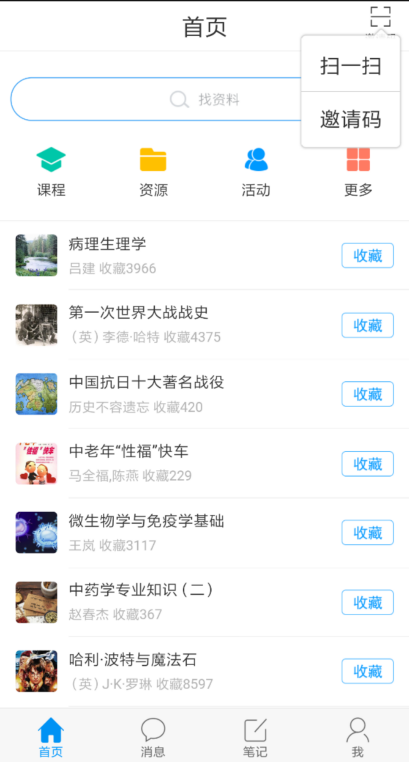 首页
扫一扫
邀请码
找资料
课程
资源
活动
更多
病理生理学
吕建 收藏3966
收藏
第一次世界大战战史
（英）李德·哈特 收藏4375
收藏
中国抗日十大著名战役
历史不容遗忘 收藏420
收藏
中老年“性福”快车
马全福,陈燕 收藏229
收藏
微生物学与免疫学基础
王岚 收藏3117
收藏
中药学专业知识（二）
赵春杰 收藏367
收藏
哈利·波特与魔法石
（英）J·K·罗琳 收藏8597
收藏
首页
消息
笔记
我